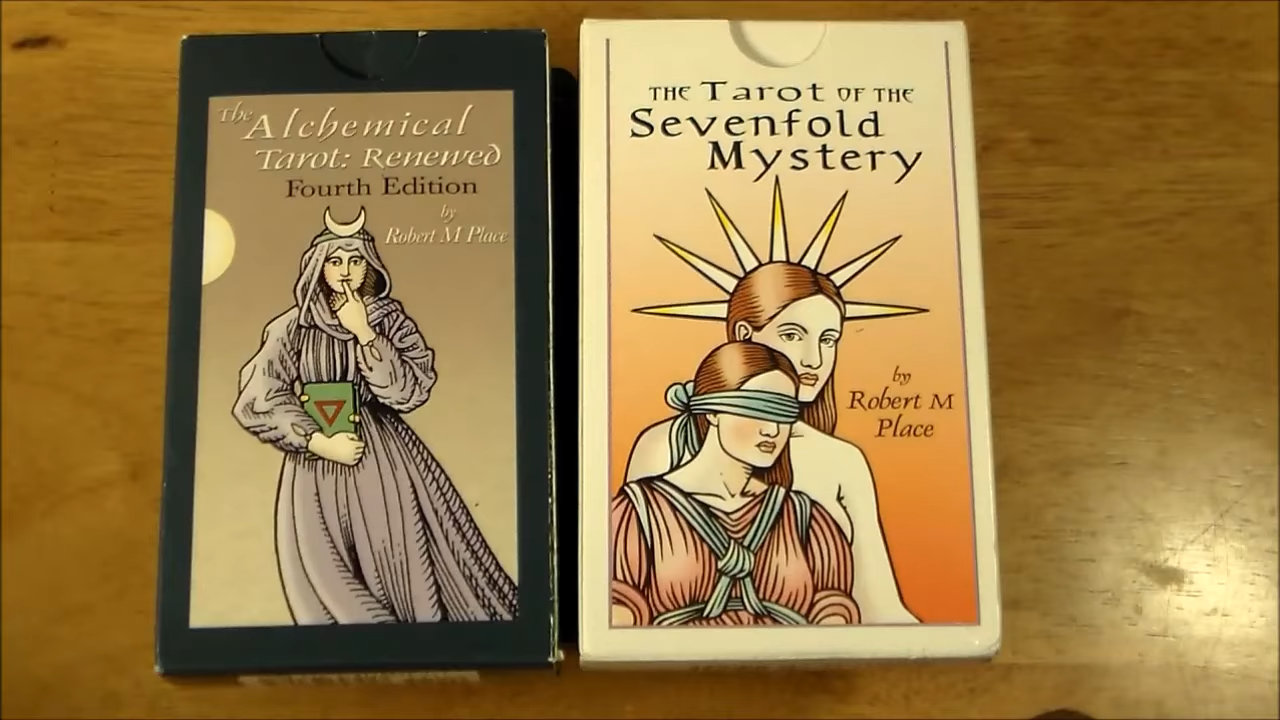 The Alchemical
Tarot: Renewed
Fourth Edition
by
Robert M Place
THE Tarot OF THE
Sevenfold
Mystery
by
Robert M
Place